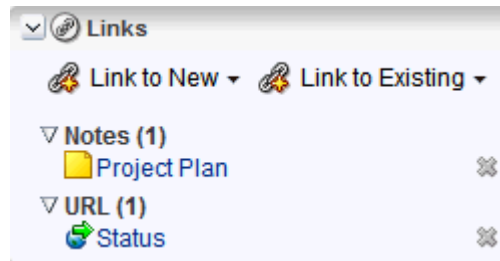 Links
Link to New Link to Existing
Notes (1)
Project Plan
URL (1)
Status